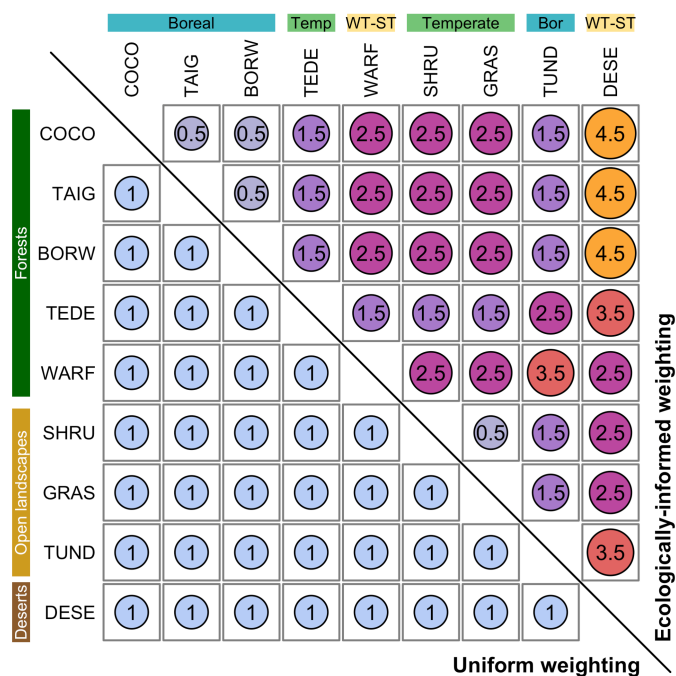 Boreal Temp WT-ST Temperate Bor WT-ST
COCO TAIG BORW TEDE WARF SHRU GRAS TUND DESE
Forests
Open landscapes
Deserts
COCO 0.5 0.5 1.5 2.5 2.5 2.5 1.5 4.5
TAIG 1 0.5 1.5 2.5 2.5 2.5 1.5 4.5
BORW 1 1 1.5 2.5 2.5 2.5 1.5 4.5
TEDE 1 1 1 1.5 1.5 1.5 2.5 3.5
WARF 1 1 1 1 2.5 2.5 3.5 2.5
SHRU 1 1 1 1 1 0.5 1.5 2.5
GRAS 1 1 1 1 1 1 1.5 2.5
TUND 1 1 1 1 1 1 1 3.5
DESE 1 1 1 1 1 1 1 1
Ecologically-informed weighting
Uniform weighting